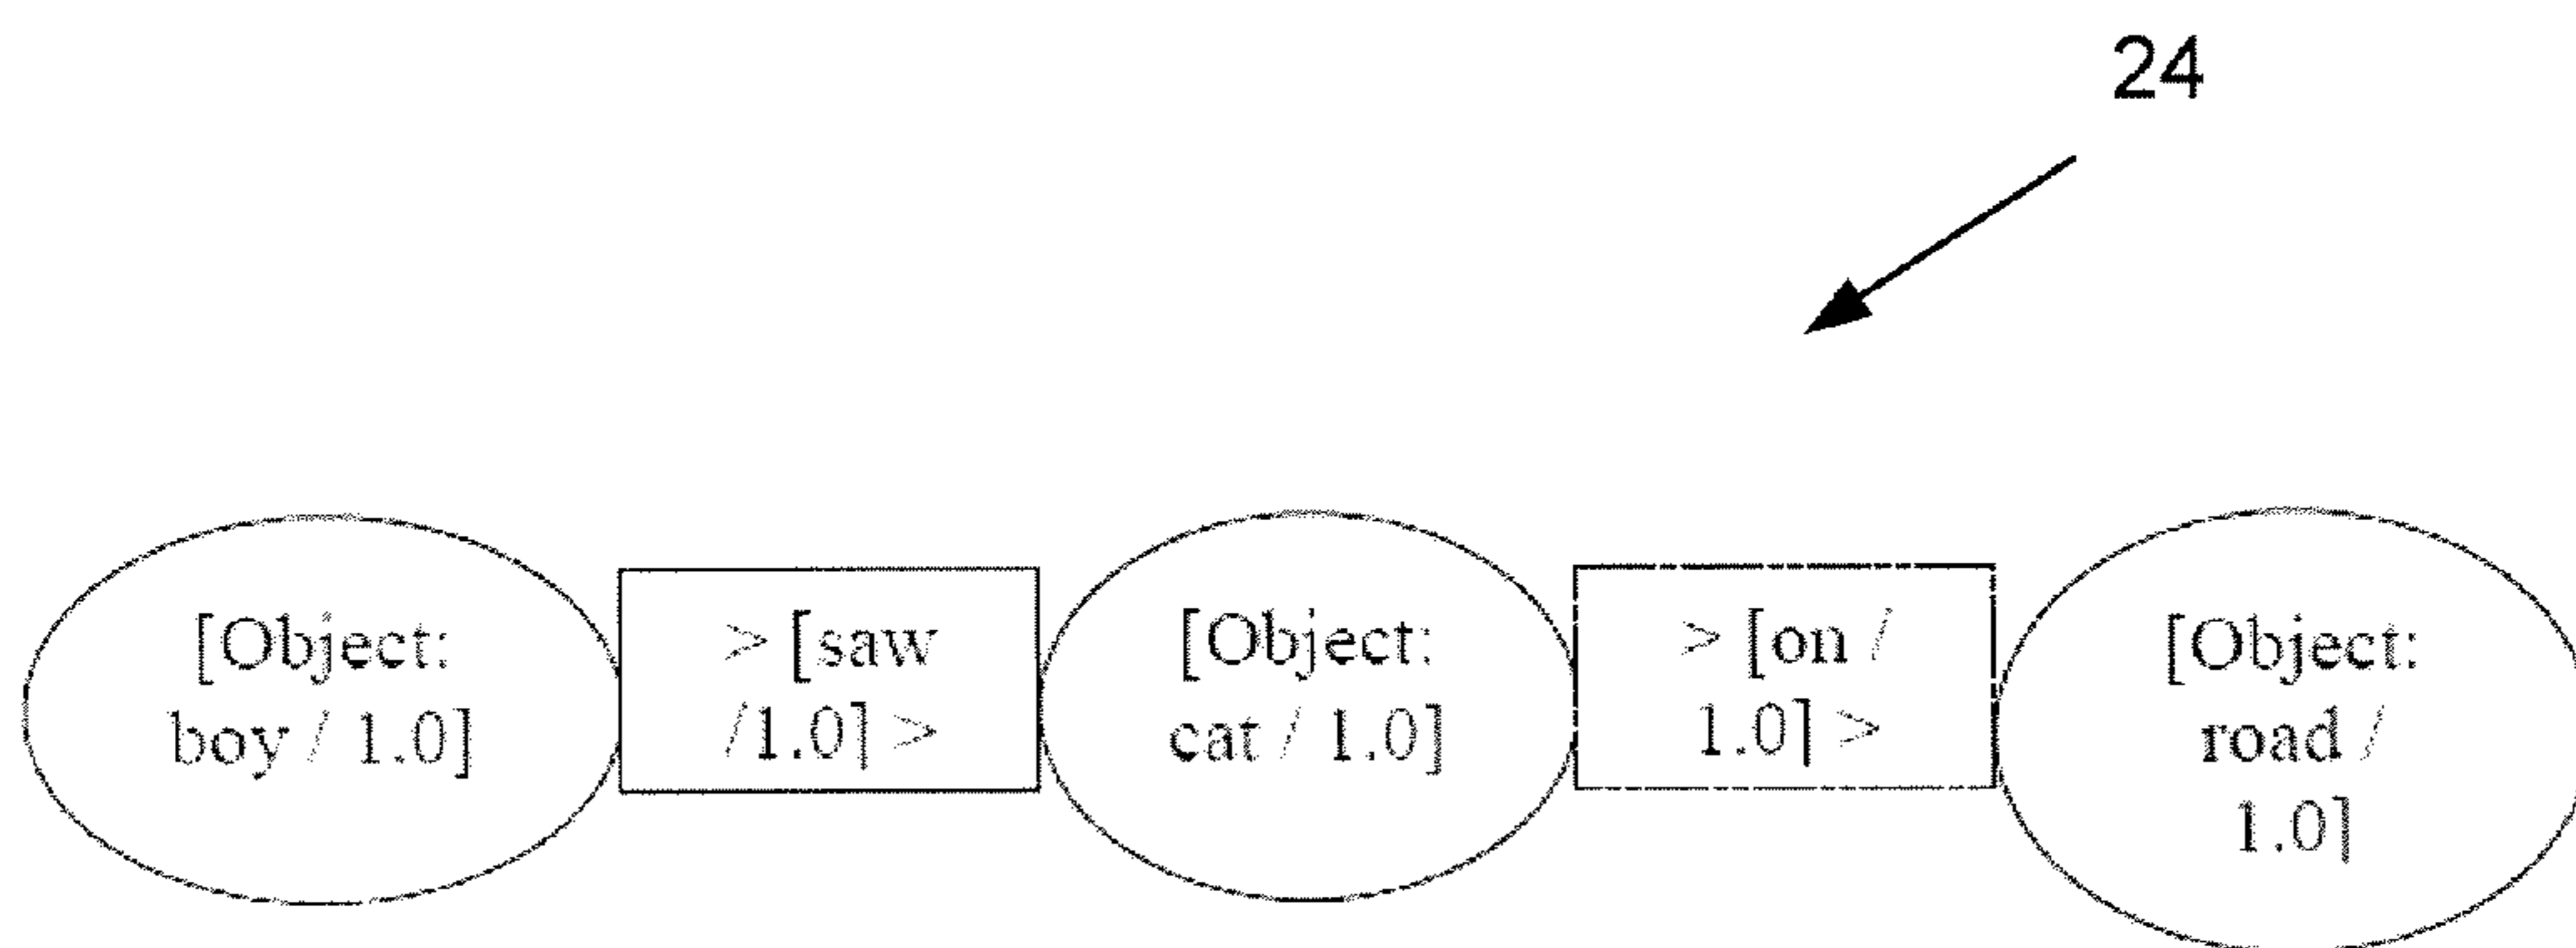 24
[Object:
boy / 1.0]
> [saw
/1.0] >
[Object:
cat / 1.0]
> [on /
1.0] >
[Object:
road /
1.0]